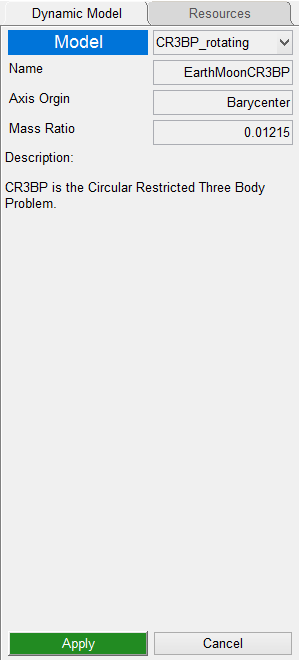 Dynamic Model Resources
Model CR3BP_rotating
Name EarthMoonCR3BP
Axis Orgin Barycenter
Mass Ratio 0.01215
Description:
CR3BP is the Circular Restricted Three Body
Problem.
Apply Cancel